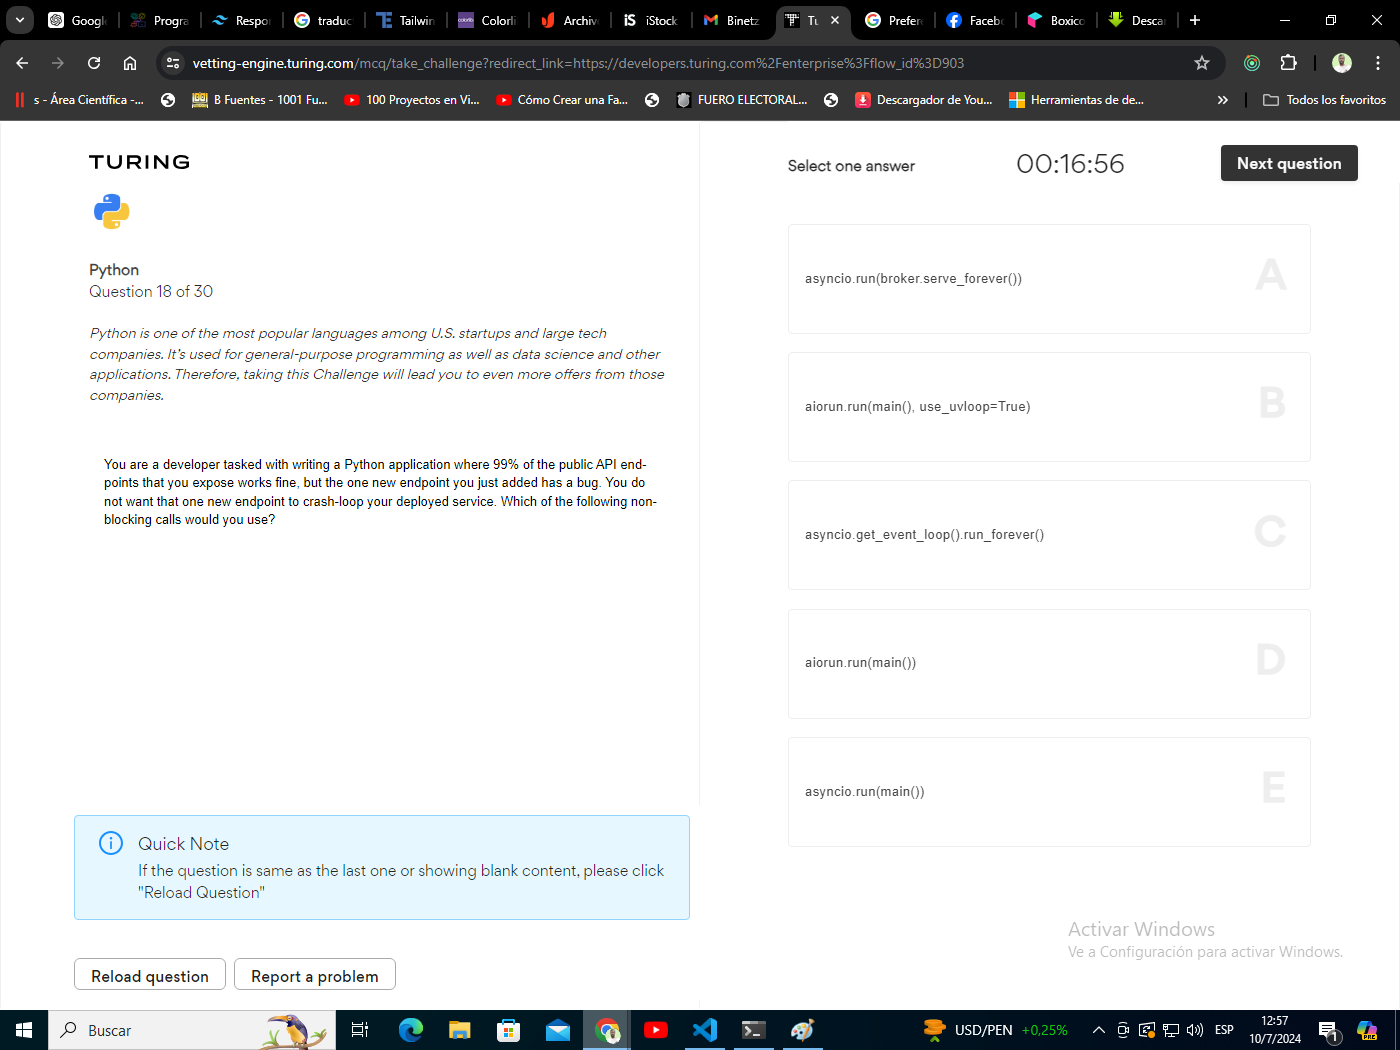 Google
Progra
Respor
traduct
Tailwin
Colorli
Archive
iStock
Binetz
Tu
Prefer
Facebo
Boxico
Descar
vetting-engine.turing.com/mcq/take_challenge?redirect_link=https://developers.turing.com%2Fenterprise%3Fflow_id%3D903
s - Área Científica -...
B Fuentes - 1001 Fu...
100 Proyectos en Vi...
Cómo Crear una Fa...
FUERO ELECTORAL...
Descargador de You...
Herramientas de de...
»
Todos los favoritos
TURING
Select one answer
00:16:56
Next question
Python
Question 18 of 30
Python is one of the most popular languages among U.S. startups and large tech
companies. It's used for general-purpose programming as well as data science and other
applications. Therefore, taking this Challenge will lead you to even more offers from those
companies.
You are a developer tasked with writing a Python application where 99% of the public API end-
points that you expose works fine, but the one new endpoint you just added has a bug. You do
not want that one new endpoint to crash-loop your deployed service. Which of the following non-
blocking calls would you use?
asyncio.run(broker.serve_forever()) A
aiorun.run(main(), use_uvloop=True) B
asyncio.get_event_loop().run_forever() C
aiorun.run(main()) D
asyncio.run(main()) E
Quick Note
If the question is same as the last one or showing blank content, please click
"Reload Question"
Reload question
Report a problem
Activar Windows
Ve a Configuración para activar Windows.
Buscar
USD/PEN +0,25%
ESP
12:57
10/7/2024
1
PRE